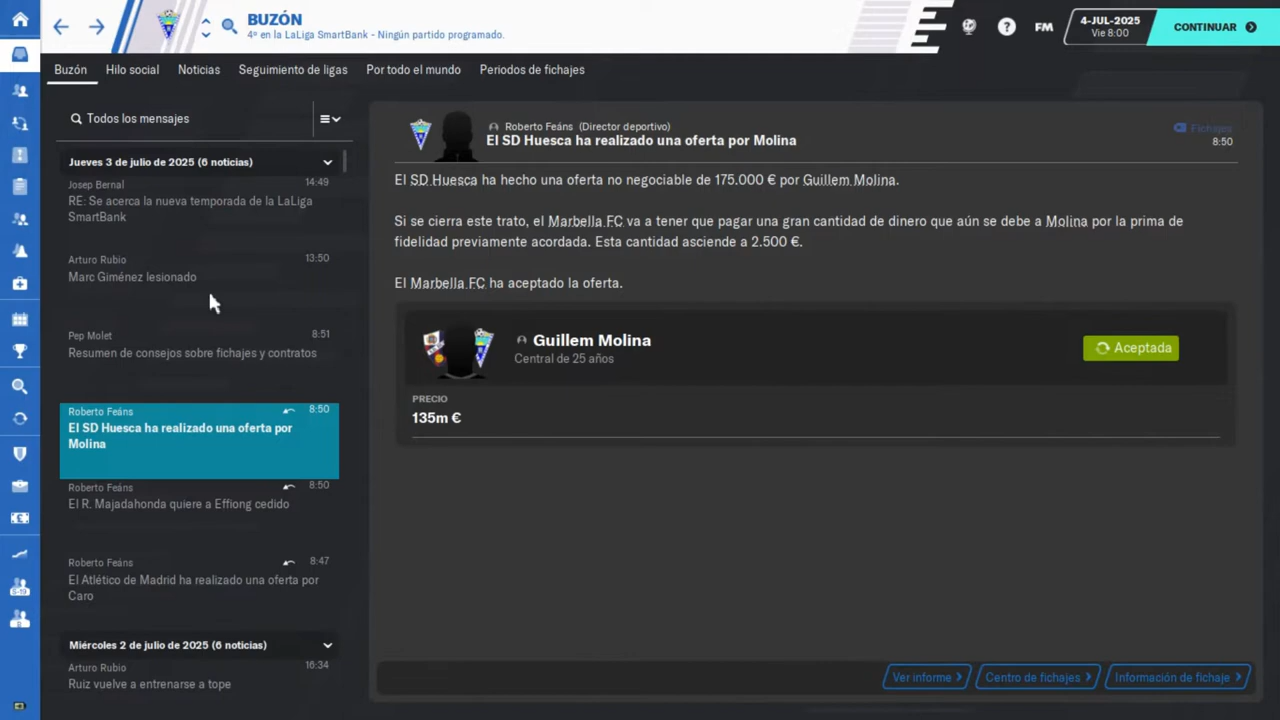 BUZÓN
4º en la LaLiga SmartBank - Ningún partido programado.
FM
4-JUL-2025
Vie 8:00
CONTINUAR
Buzón
Hilo social
Noticias
Seguimiento de ligas
Por todo el mundo
Periodos de fichajes
Todos los mensajes
Jueves 3 de julio de 2025 (6 noticias)
Josep Bernal
14:49
RE: Se acerca la nueva temporada de la LaLiga
SmartBank
Arturo Rubio
13:50
Marc Giménez lesionado
Pep Molet
8:51
Resumen de consejos sobre fichajes y contratos
Roberto Feáns
8:50
El SD Huesca ha realizado una oferta por
Molina
Roberto Feáns
8:50
El R. Majadahonda quiere a Effiong cedido
Roberto Feáns
8:47
El Atlético de Madrid ha realizado una oferta por
Caro
Miércoles 2 de julio de 2025 (6 noticias)
Arturo Rubio
16:34
Ruiz vuelve a entrenarse a tope
Roberto Feáns (Director deportivo)
El SD Huesca ha realizado una oferta por Molina
Fichajes
8:50
El SD Huesca ha hecho una oferta no negociable de 175.000 € por Guillem Molina.
Si se cierra este trato, el Marbella FC va a tener que pagar una gran cantidad de dinero que aún se debe a Molina por la prima de
fidelidad previamente acordada. Esta cantidad asciende a 2.500 €.
El Marbella FC ha aceptado la oferta.
Guillem Molina
Central de 25 años
Aceptada
PRECIO
135m €
Ver informe
Centro de fichajes
Información de fichaje